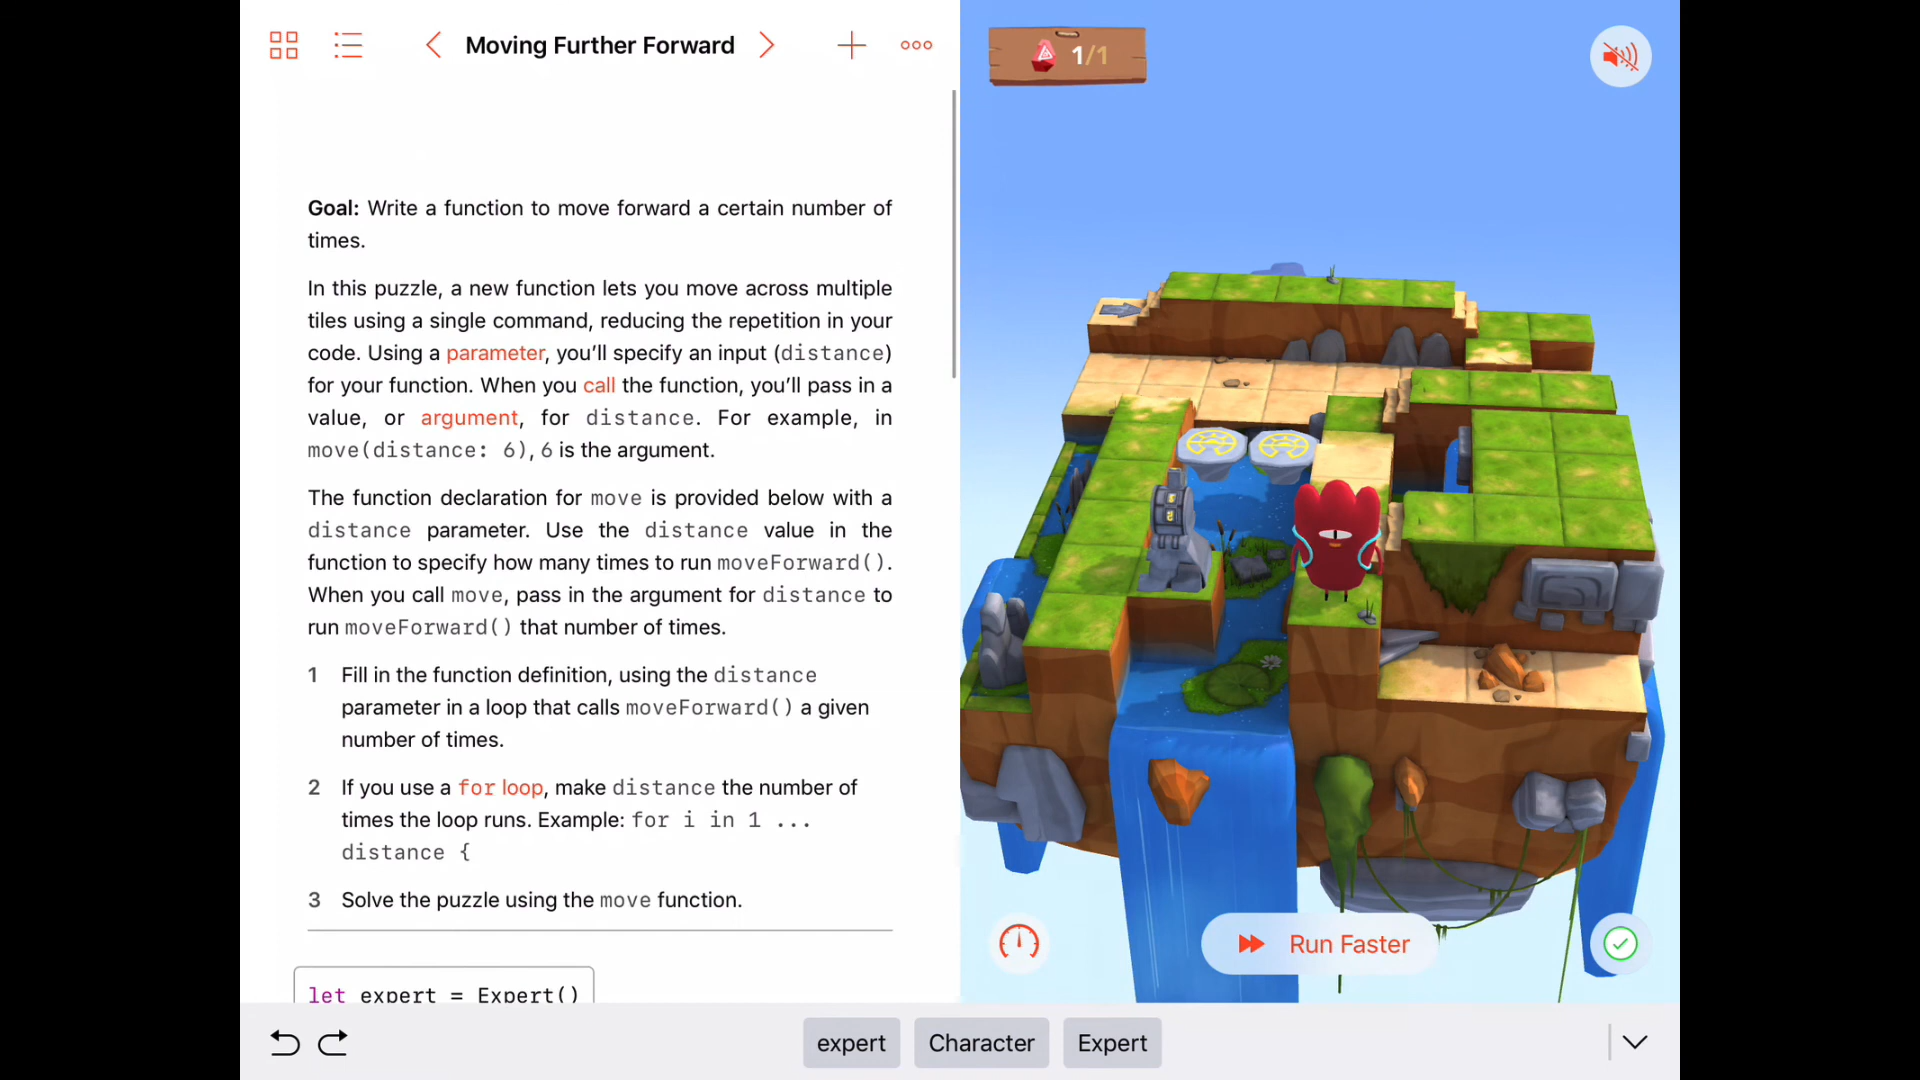 Moving Further Forward
1/1
Goal: Write a function to move forward a certain number of
times.
In this puzzle, a new function lets you move across multiple
tiles using a single command, reducing the repetition in your
code. Using a parameter, you’ll specify an input (distance)
for your function. When you call the function, you’ll pass in a
value, or argument, for distance. For example, in
move(distance: 6), 6 is the argument.
The function declaration for move is provided below with a
distance parameter. Use the distance value in the
function to specify how many times to run moveForward().
When you call move, pass in the argument for distance to
run moveForward() that number of times.
1 Fill in the function definition, using the distance
parameter in a loop that calls moveForward() a given
number of times.
2 If you use a for loop, make distance the number of
times the loop runs. Example: for i in 1 ...
distance {
3 Solve the puzzle using the move function.
let expert = Expert()
Run Faster
expert Character Expert